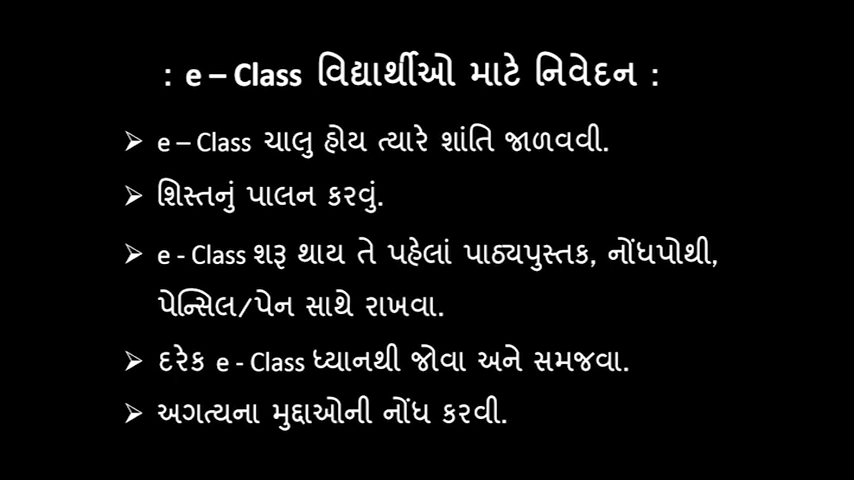 : e – Class વિદ્યાર્થીઓ માટે નિવેદન :
➢ e – Class ચાલુ હોય ત્યારે શાંતિ જાળવવી.
➢ શિસ્તનું પાલન કરવું.
➢ e - Class શરૂ થાય તે પહેલાં પાઠ્યપુસ્તક, નોંધપોથી,
પેન્સિલ/પેન સાથે રાખવા.
➢ દરેક e - Class ધ્યાનથી જોવા અને સમજવા.
➢ અગત્યના મુદ્દાઓની નોંધ કરવી.